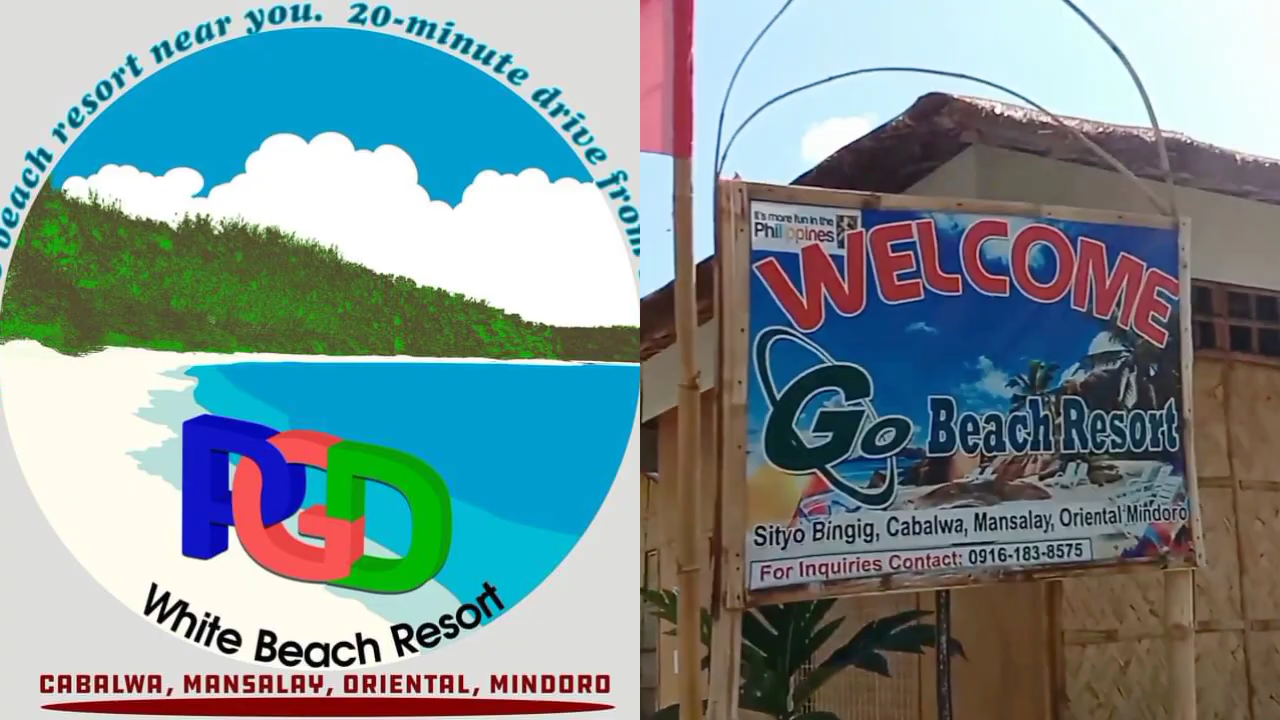 beach resort near you. 20-minute drive from
PGD
White Beach Resort
CABALWA, MANSALAY, ORIENTAL, MINDORO
It's more fun in the
Philippines
WELCOME
Go Beach Resort
Sityo Bingig, Cabalwa, Mansalay, Oriental Mindoro
For Inquiries Contact: 0916-183-8575